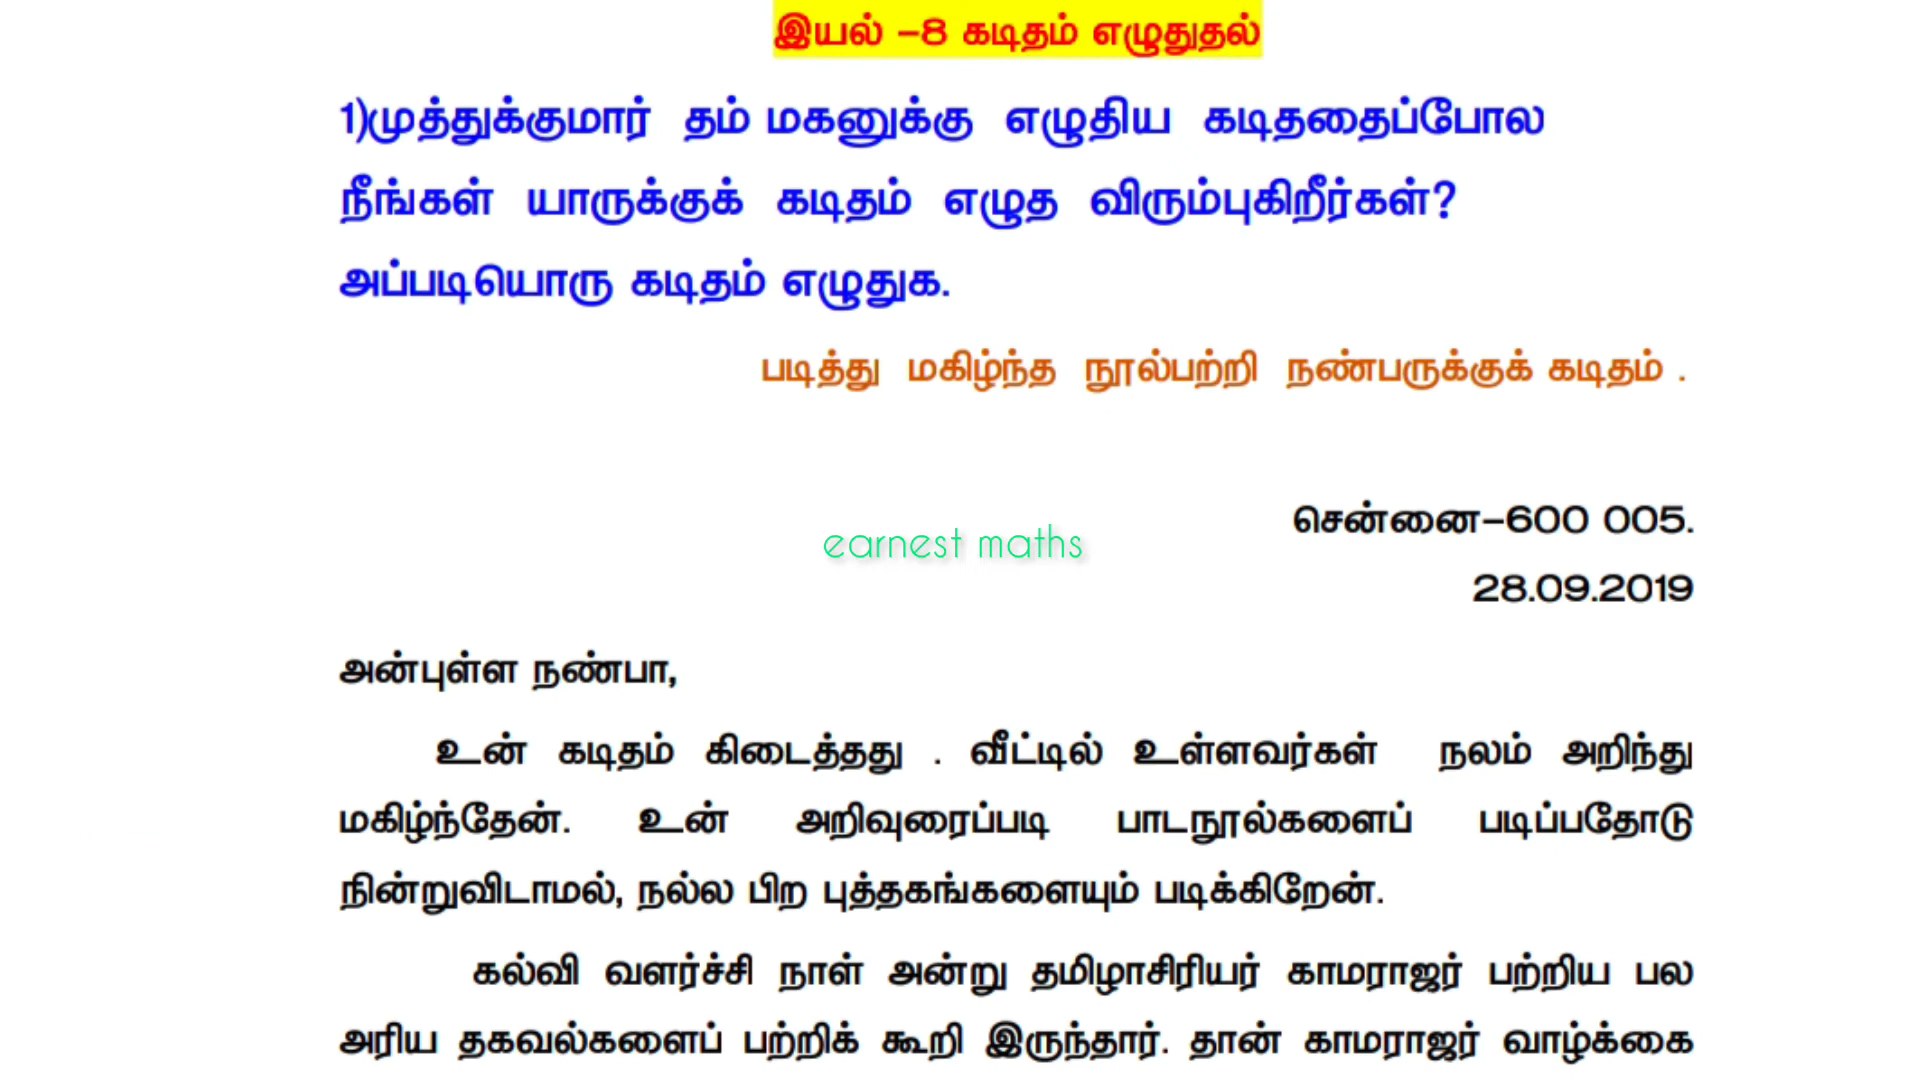 இயல் -8 கடிதம் எழுதுதல்
1)முத்துக்குமார் தம் மகனுக்கு எழுதிய கடிததைப்போல
நீங்கள் யாருக்குக் கடிதம் எழுத விரும்புகிறீர்கள்?
அப்படியொரு கடிதம் எழுதுக.
படித்து மகிழ்ந்த நூல்பற்றி நண்பருக்குக் கடிதம் .
சென்னை-600 005.
earnest maths
28.09.2019
அன்புள்ள நண்பா,
உன் கடிதம் கிடைத்தது . வீட்டில் உள்ளவர்கள் நலம் அறிந்து
மகிழ்ந்தேன். உன் அறிவுரைப்படி பாடநூல்களைப் படிப்பதோடு
நின்றுவிடாமல், நல்ல பிற புத்தகங்களையும் படிக்கிறேன்.
கல்வி வளர்ச்சி நாள் அன்று தமிழாசிரியர் காமராஜர் பற்றிய பல
அரிய தகவல்களைப் பற்றிக் கூறி இருந்தார். தான் காமராஜர் வாழ்க்கை